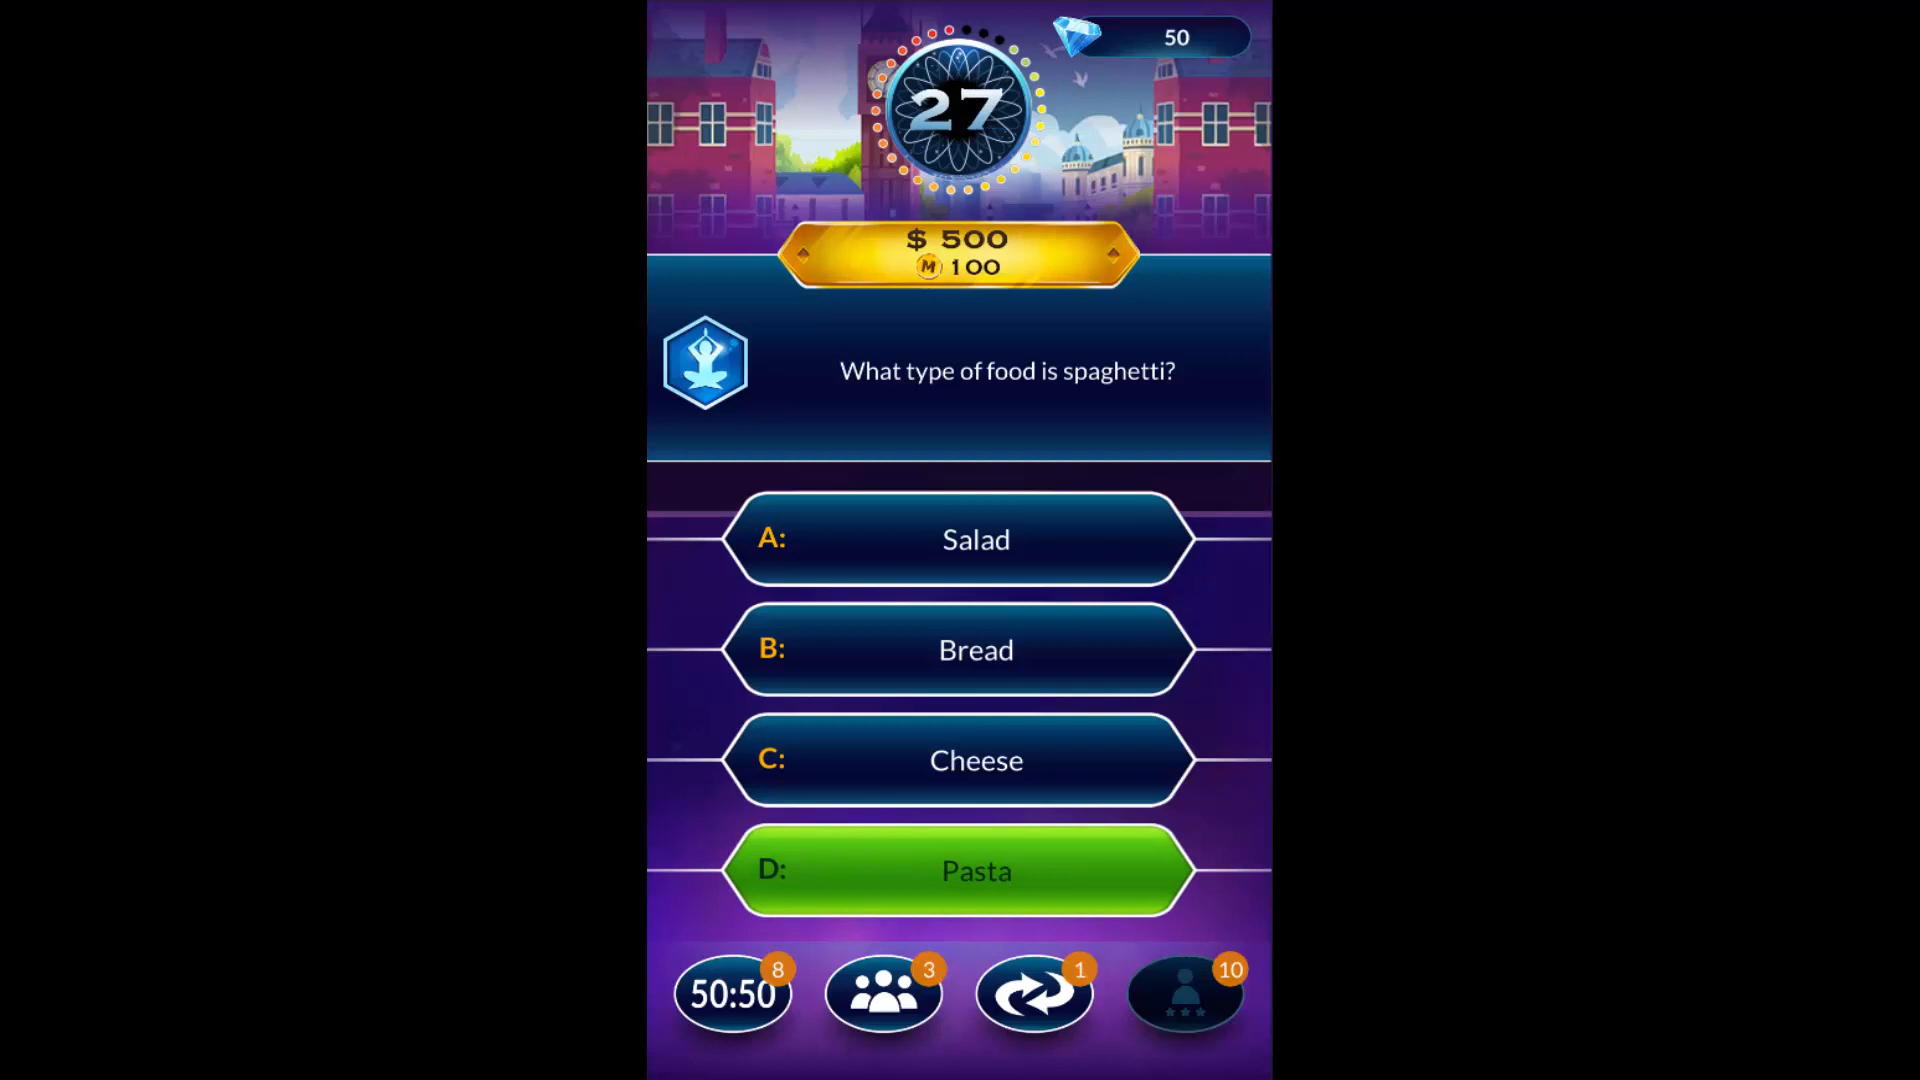 50
27
$ 500
M 100
What type of food is spaghetti?
A: Salad
B: Bread
C: Cheese
D: Pasta
50:50 8
3
1
10